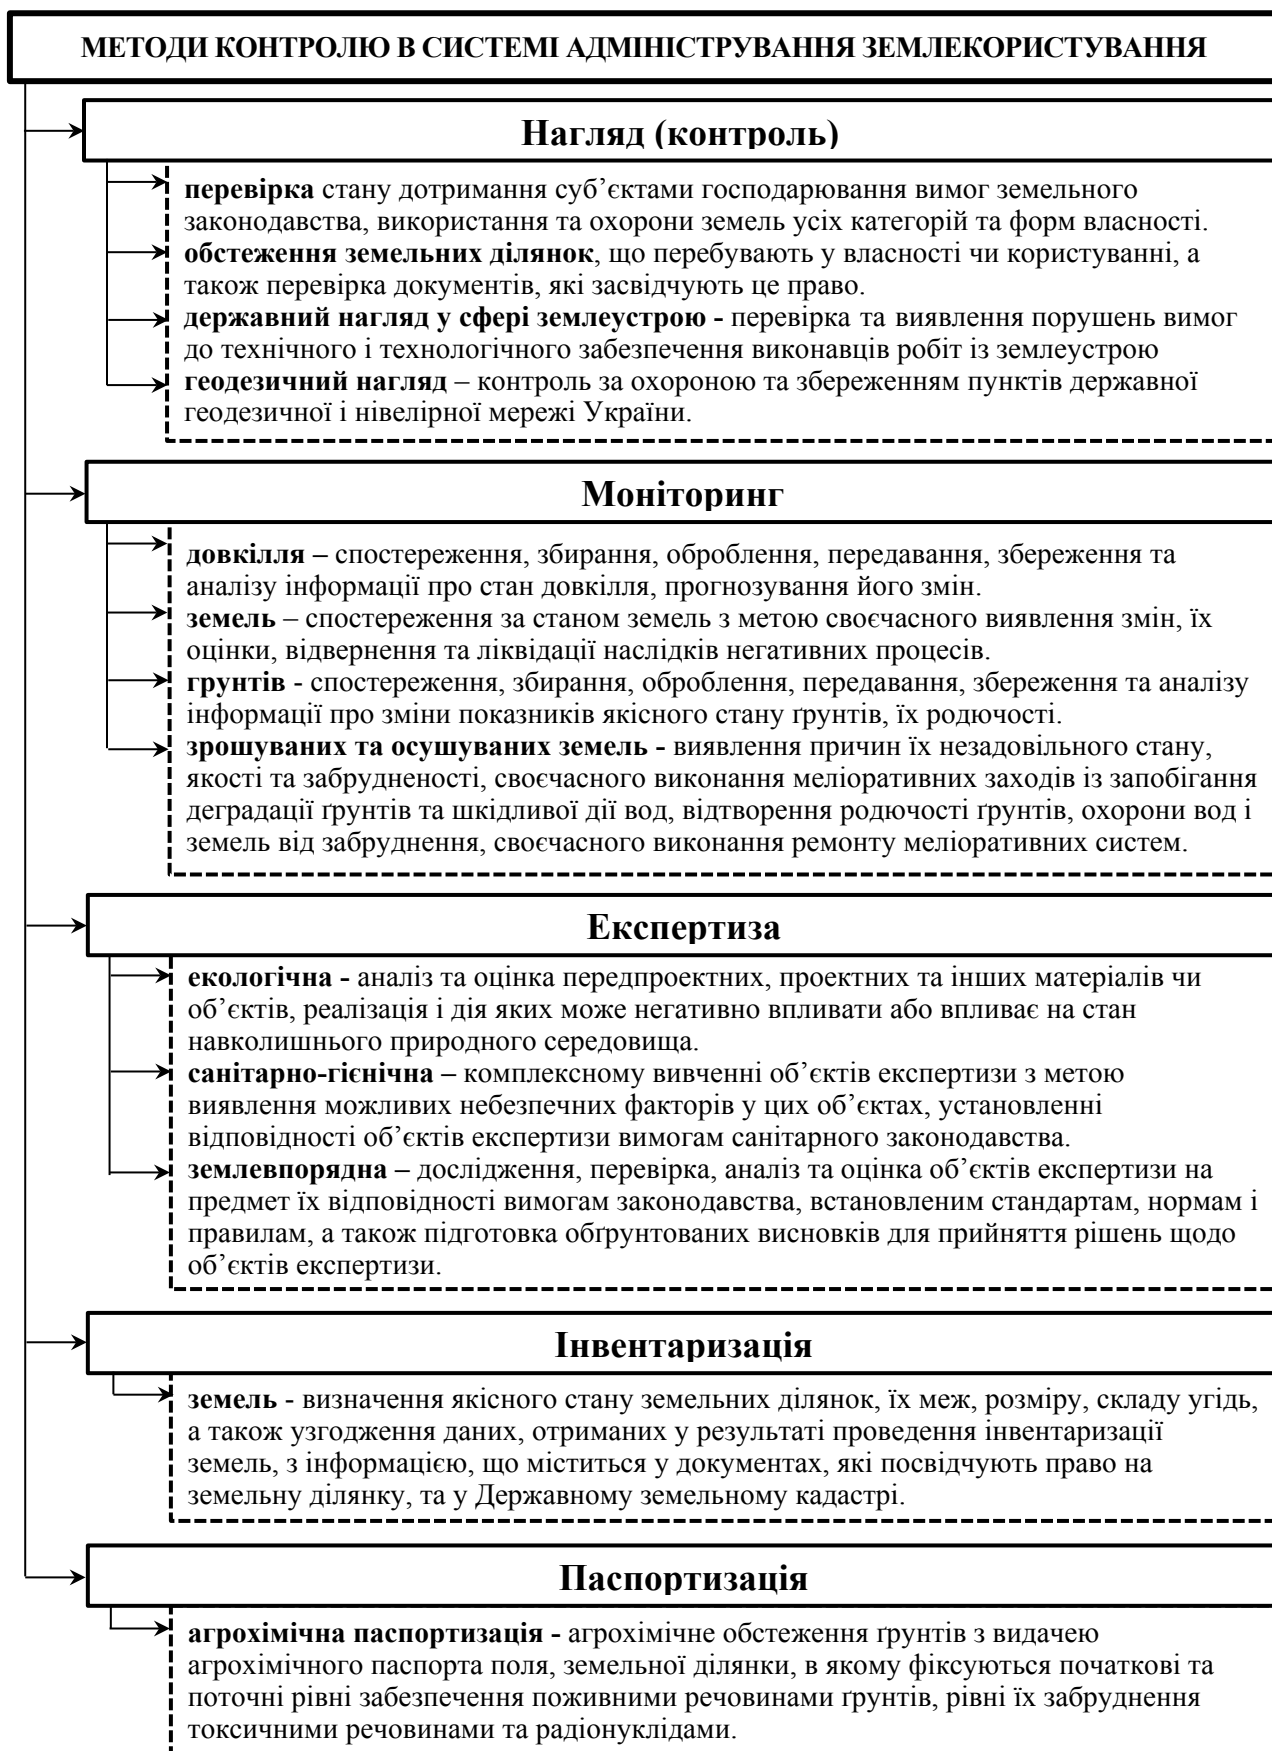 МЕТОДИ КОНТРОЛЮ В СИСТЕМІ АДМІНІСТРУВАННЯ ЗЕМЛЕКОРИСТУВАННЯ
Нагляд (контроль)
перевірка стану дотримання суб’єктами господарювання вимог земельного
законодавства, використання та охорони земель усіх категорій та форм власності.
обстеження земельних ділянок, що перебувають у власності чи користуванні, а
також перевірка документів, які засвідчують це право.
державний нагляд у сфері землеустрою - перевірка та виявлення порушень вимог
до технічного і технологічного забезпечення виконавців робіт із землеустрою
геодезичний нагляд – контроль за охороною та збереженням пунктів державної
геодезичної і нівелірної мережі України.
Моніторинг
довкілля – спостереження, збирання, оброблення, передавання, збереження та
аналізу інформації про стан довкілля, прогнозування його змін.
земель – спостереження за станом земель з метою своєчасного виявлення змін, їх
оцінки, відвернення та ліквідації наслідків негативних процесів.
грунтів - спостереження, збирання, оброблення, передавання, збереження та аналізу
інформації про зміни показників якісного стану ґрунтів, їх родючості.
зрошуваних та осушуваних земель - виявлення причин їх незадовільного стану,
якості та забрудненості, своєчасного виконання меліоративних заходів із запобігання
деградації ґрунтів та шкідливої дії вод, відтворення родючості ґрунтів, охорони вод і
земель від забруднення, своєчасного виконання ремонту меліоративних систем.
Експертиза
екологічна - аналіз та оцінка передпроектних, проектних та інших матеріалів чи
об’єктів, реалізація і дія яких може негативно впливати або впливає на стан
навколишнього природного середовища.
санітарно-гієнічна – комплексному вивченні об’єктів експертизи з метою
виявлення можливих небезпечних факторів у цих об’єктах, установленні
відповідності об’єктів експертизи вимогам санітарного законодавства.
землевпорядна – дослідження, перевірка, аналіз та оцінка об’єктів експертизи на
предмет їх відповідності вимогам законодавства, встановленим стандартам, нормам і
правилам, а також підготовка обґрунтованих висновків для прийняття рішень щодо
об’єктів експертизи.
Інвентаризація
земель - визначення якісного стану земельних ділянок, їх меж, розміру, складу угідь,
а також узгодження даних, отриманих у результаті проведення інвентаризації
земель, з інформацією, що міститься у документах, які посвідчують право на
земельну ділянку, та у Державному земельному кадастрі.
Паспортизація
агрохімічна паспортизація - агрохімічне обстеження ґрунтів з видачею
агрохімічного паспорта поля, земельної ділянки, в якому фіксуються початкові та
поточні рівні забезпечення поживними речовинами ґрунтів, рівні їх забруднення
токсичними речовинами та радіонуклідами.